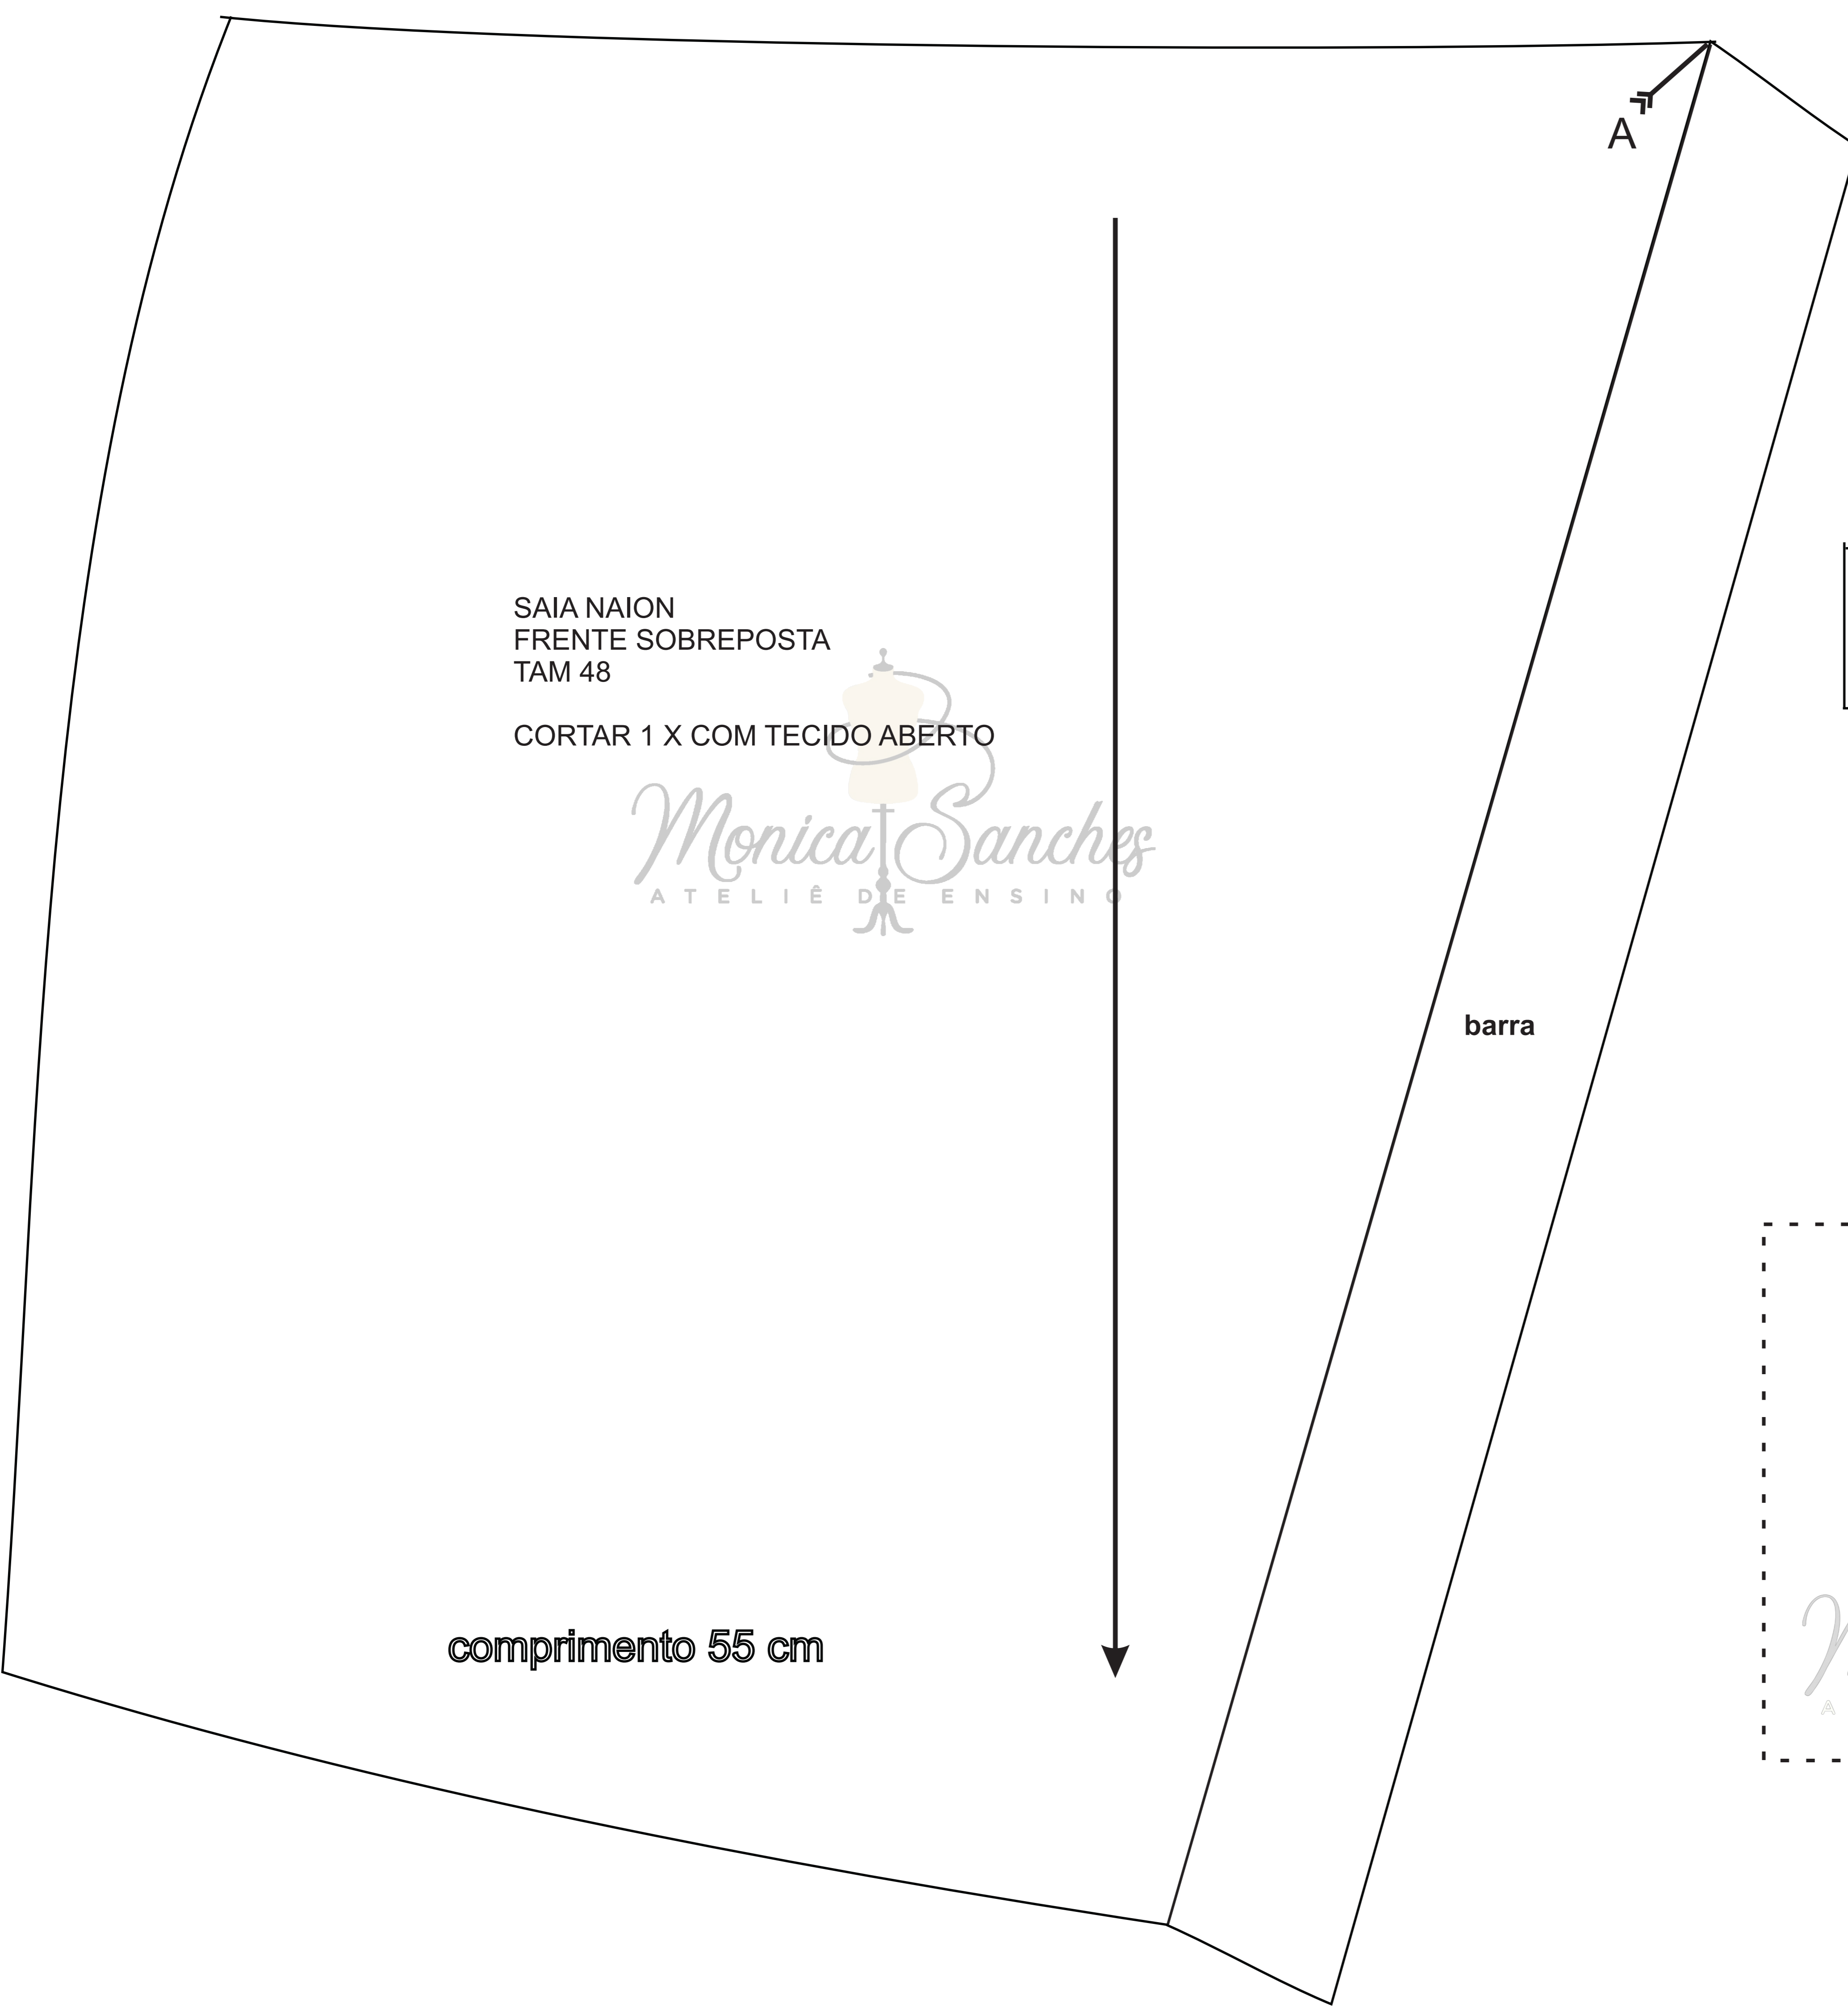 A
SAIA NAION
FRENTE SOBREPOSTA
TAM 48
CORTAR 1 X COM TECIDO ABERTO
Monica Sanches
ATELIÊ DE ENSINO
barra
comprimento 55 cm
A